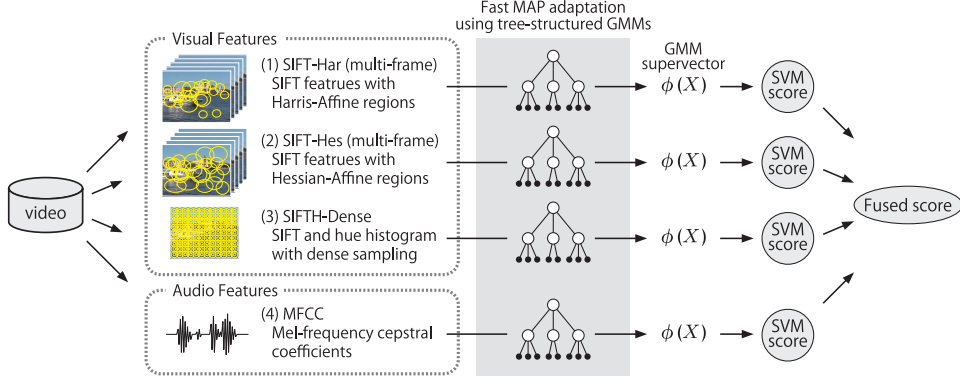 Fast MAP adaptation
using tree-structured GMMs
Visual Features
(1) SIFT-Har (multi-frame)
SIFT featrues with
Harris-Affine regions
(2) SIFT-Hes (multi-frame)
SIFT featrues with
Hessian-Affine regions
(3) SIFTH-Dense
SIFT and hue histogram
with dense sampling
Audio Features
(4) MFCC
Mel-frequency cepstral
coefficients
video
GMM
supervector
ϕ(X)
ϕ(X)
ϕ(X)
ϕ(X)
SVM
score
SVM
score
SVM
score
SVM
score
Fused score